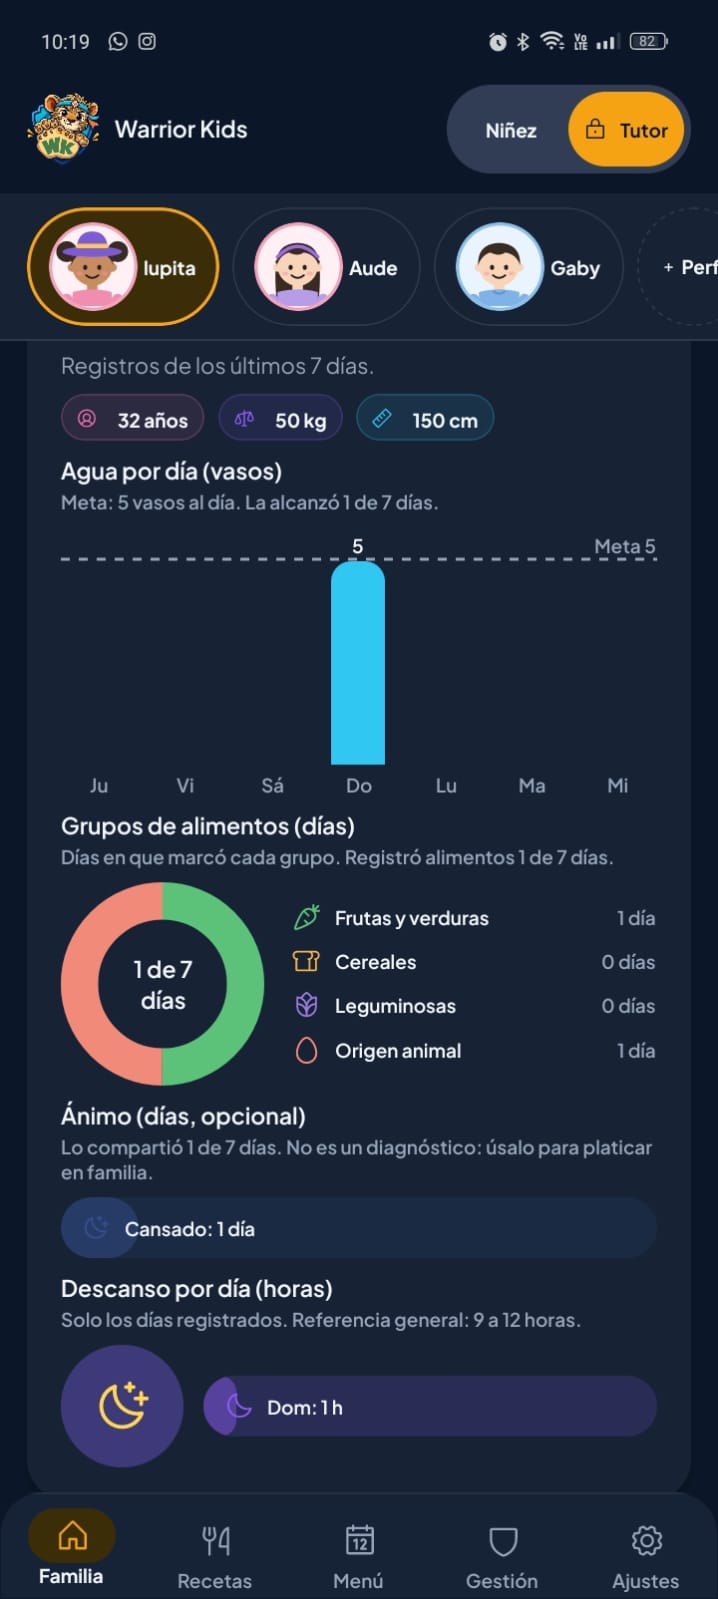 10:19
Vo
LTE
82
WK
Warrior Kids
Niñez
Tutor
lupita
Aude
Gaby
+ Perf
Registros de los últimos 7 días.
32 años
50 kg
150 cm
Agua por día (vasos)
Meta: 5 vasos al día. La alcanzó 1 de 7 días.
5
Meta 5
Ju Vi Sá Do Lu Ma Mi
Grupos de alimentos (días)
Días en que marcó cada grupo. Registró alimentos 1 de 7 días.
1 de 7
días
Frutas y verduras 1 día
Cereales 0 días
Leguminosas 0 días
Origen animal 1 día
Ánimo (días, opcional)
Lo compartió 1 de 7 días. No es un diagnóstico: úsalo para platicar
en familia.
Cansado: 1 día
Descanso por día (horas)
Solo los días registrados. Referencia general: 9 a 12 horas.
Dom: 1 h
12
Familia
Recetas
Menú
Gestión
Ajustes